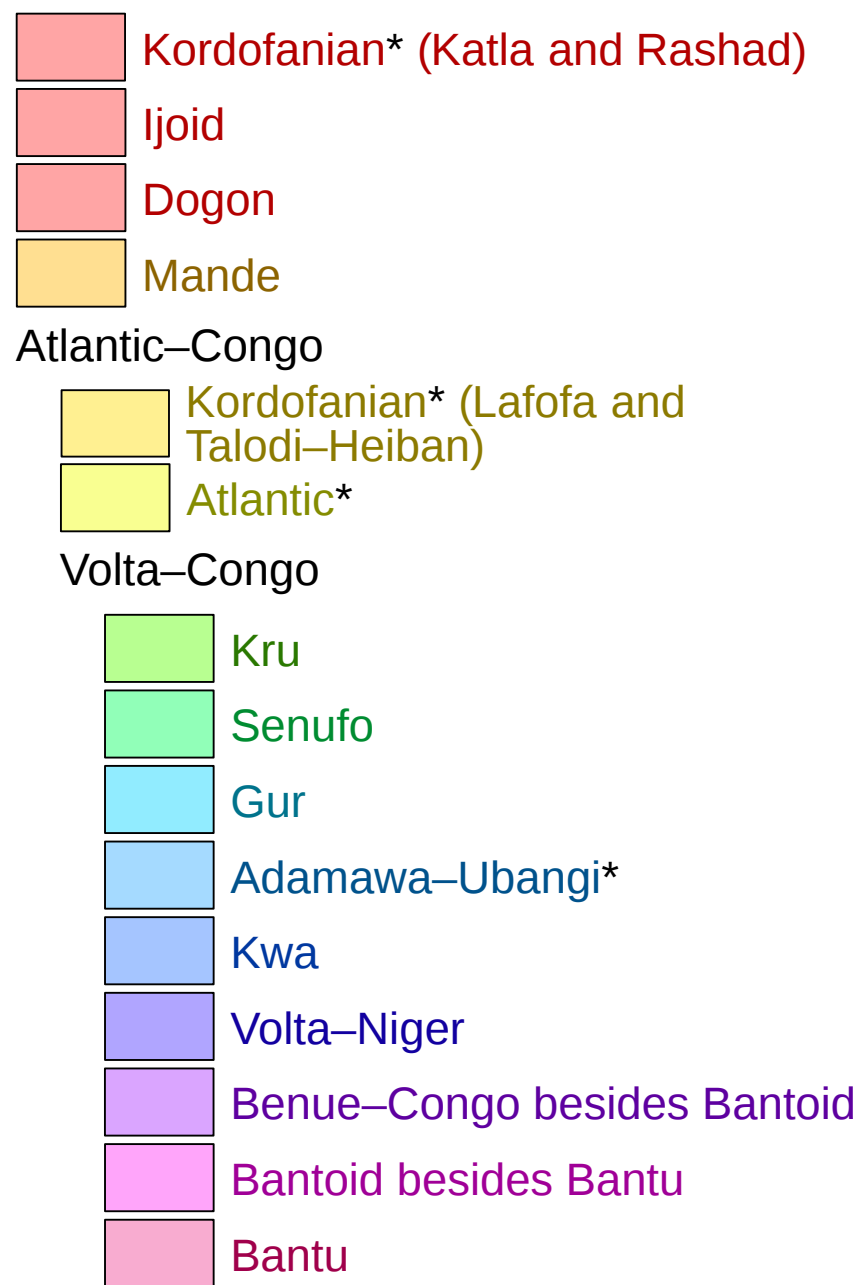 Kordofanian* (Katla and Rashad)
Ijoid
Dogon
Mande
Atlantic–Congo
Kordofanian* (Lafofa and
Talodi–Heiban)
Atlantic*
Volta–Congo
Kru
Senufo
Gur
Adamawa–Ubangi*
Kwa
Volta–Niger
Benue–Congo besides Bantoid
Bantoid besides Bantu
Bantu